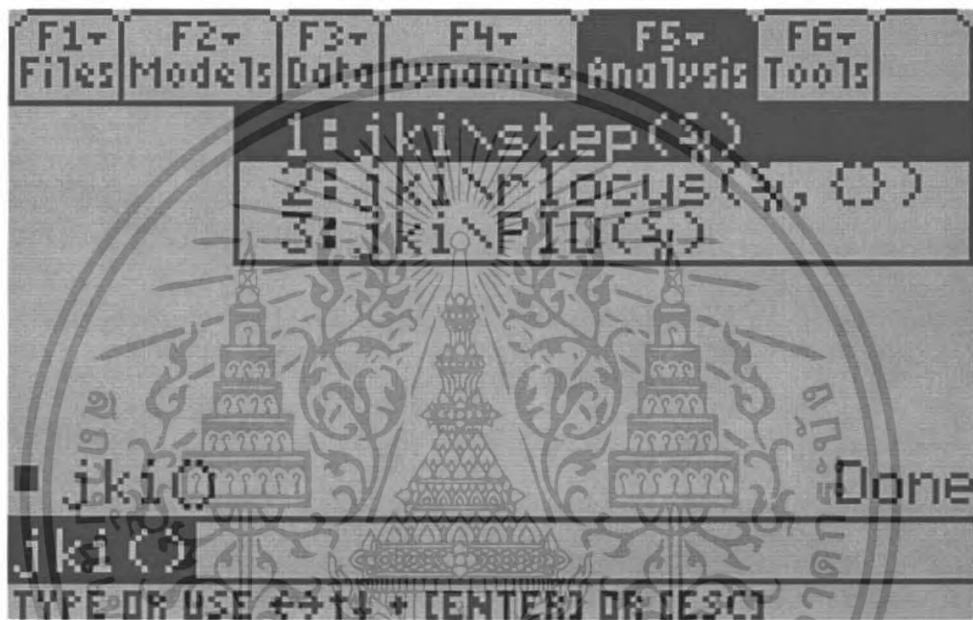 F1 F2 F3 F4 F5 F6
Files Models Data Dynamics Analysis Tools
1:jki\step(ξ)
2:jki\rlocus(ξ, {})
3:jki\PID(ξ)
jki() Done
jki()
TYPE OR USE ←→↑↓ + [ENTER] OR [ESC]